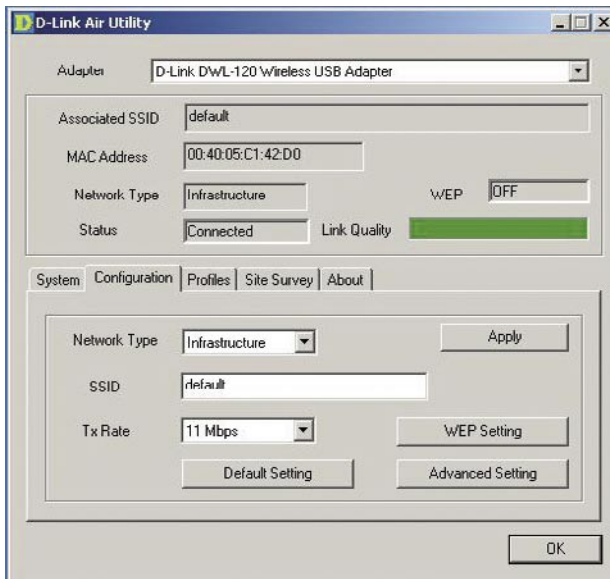 D-Link Air Utility
Adapter D-Link DWL-120 Wireless USB Adapter
Associated SSID default
MAC Address 00:40:05:C1:42:D0
Network Type Infrastructure WEP OFF
Status Connected Link Quality
System Configuration Profiles Site Survey About
Network Type Infrastructure Apply
SSID default
Tx Rate 11 Mbps WEP Setting
Default Setting Advanced Setting
OK